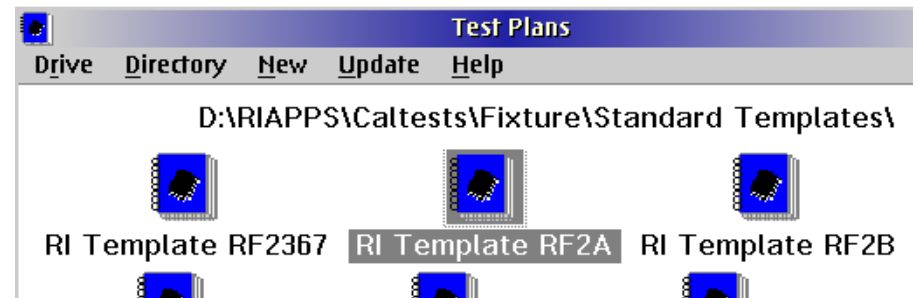 Test Plans
Drive Directory New Update Help
D:\RIAPPS\Caltests\Fixture\Standard Templates\
RI Template RF2367 RI Template RF2A RI Template RF2B